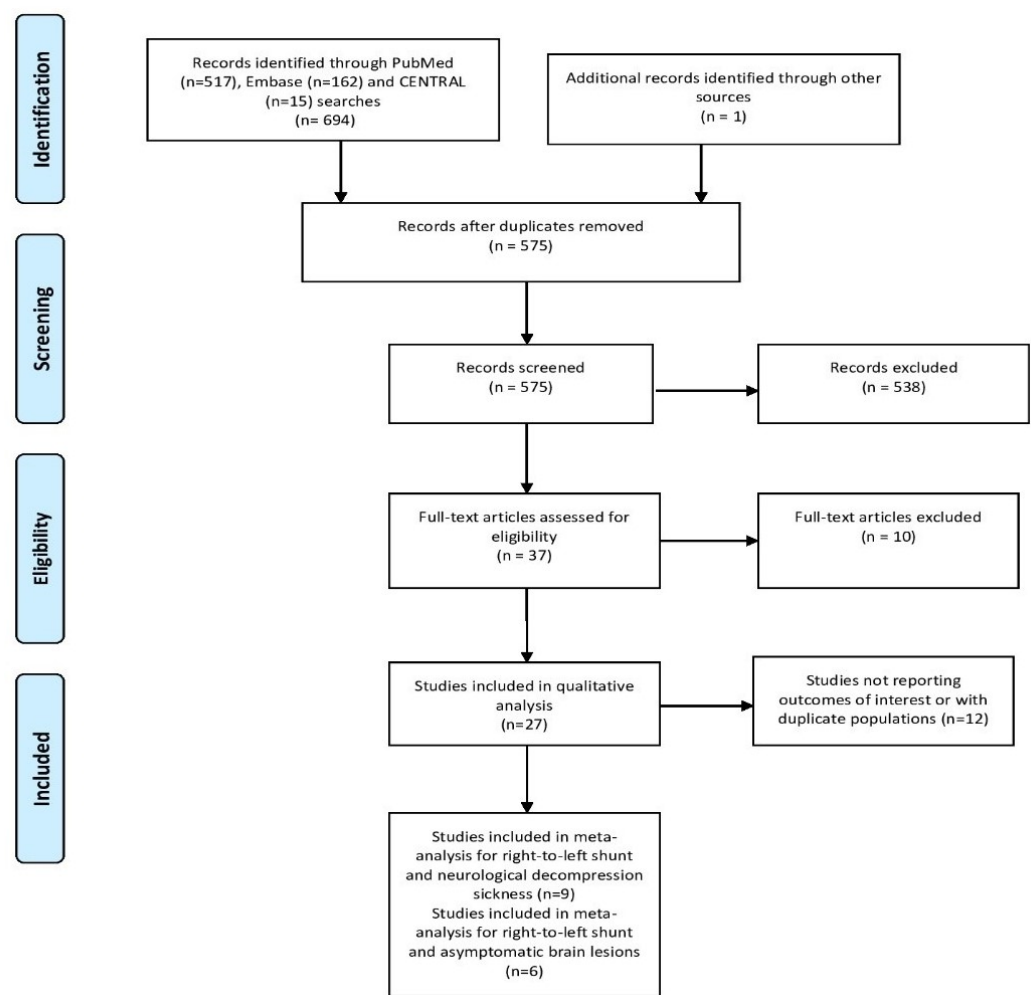 Identification
Records identified through PubMed
(n=517), Embase (n=162) and CENTRAL
(n=15) searches
(n= 694)
Additional records identified through other
sources
(n = 1)
Records after duplicates removed
(n = 575)
Screening
Records screened
(n = 575)
Records excluded
(n = 538)
Eligibility
Full-text articles assessed for
eligibility
(n = 37)
Full-text articles excluded
(n = 10)
Included
Studies included in qualitative
analysis
(n=27)
Studies not reporting
outcomes of interest or with
duplicate populations (n=12)
Studies included in meta-
analysis for right-to-left shunt
and neurological decompression
sickness (n=9)
Studies included in meta-
analysis for right-to-left shunt
and asymptomatic brain lesions
(n=6)